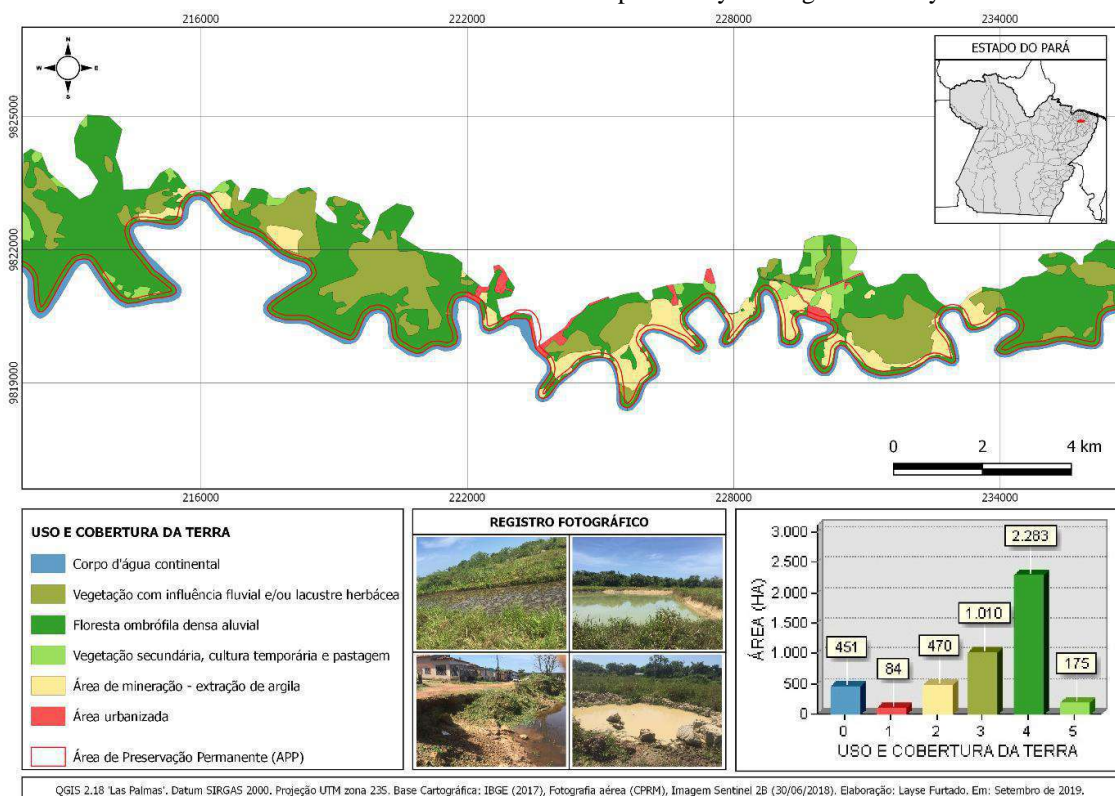 216000
222000
228000
234000
N
W
E
S
ESTADO DO PARÁ
9825000
9822000
9819000
0 2 4 km
216000
222000
228000
234000
USO E COBERTURA DA TERRA
Corpo d'água continental
Vegetação com influência fluvial e/ou lacustre herbácea
Floresta ombrófila densa aluvial
Vegetação secundária, cultura temporária e pastagem
Área de mineração - extração de argila
Área urbanizada
Área de Preservação Permanente (APP)
REGISTRO FOTOGRÁFICO
ÁREA (HA)
3.000
2.500
2.000
1.500
1.000
500
0
451
84
470
1.010
2.283
175
0 1 2 3 4 5
USO E COBERTURA DA TERRA
QGIS 2.18 'Las Palmas'. Datum SIRGAS 2000. Projeção UTM zona 23S. Base Cartográfica: IBGE (2017), Fotografia aérea (CPRM), Imagem Sentinel 2B (30/06/2018). Elaboração: Layse Furtado. Em: Setembro de 2019.